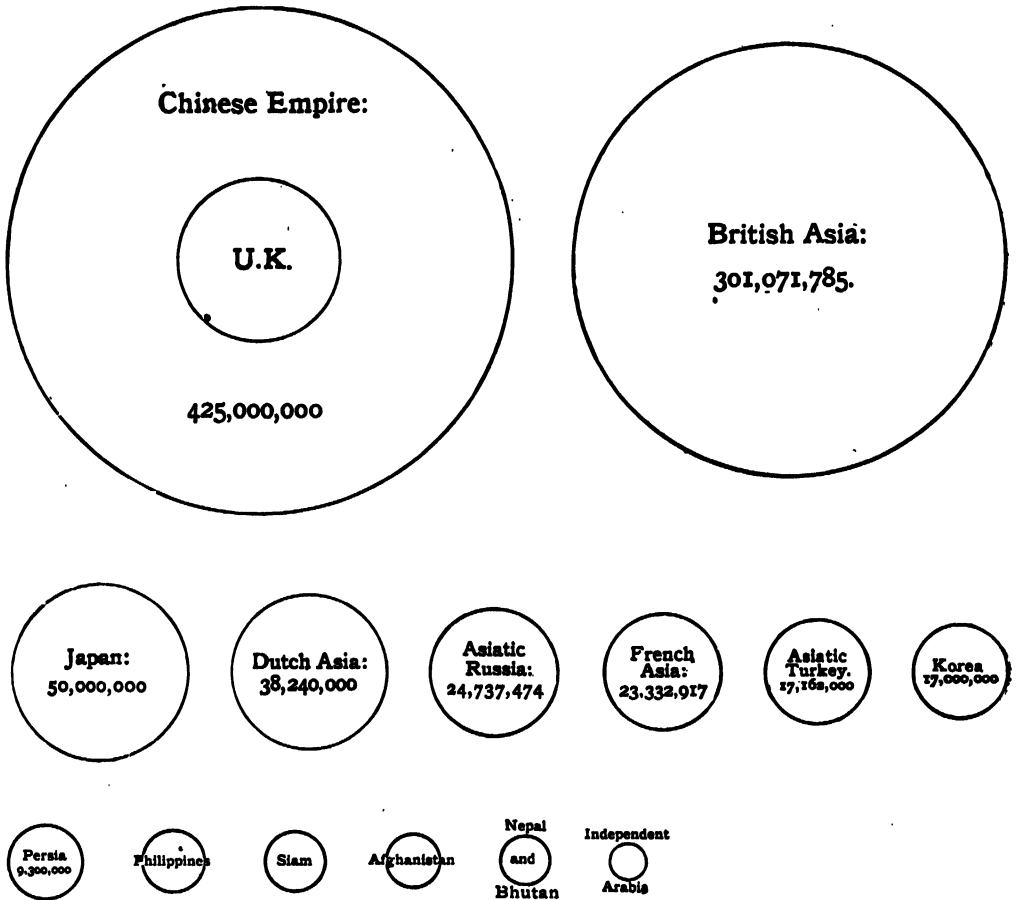 Chinese Empire:
U.K.
425,000,000
British Asia:
301,071,785.
Japan:
50,000,000
Dutch Asia:
38,240,000
Asiatic
Russia:
24,737,474
French
Asia:
23,332,917
Asiatic
Turkey.
17,162,000
Korea
17,000,000
Persia
9,300,000
Philippines
Siam
Afghanistan
Nepal
and
Bhutan
Independent
Arabia